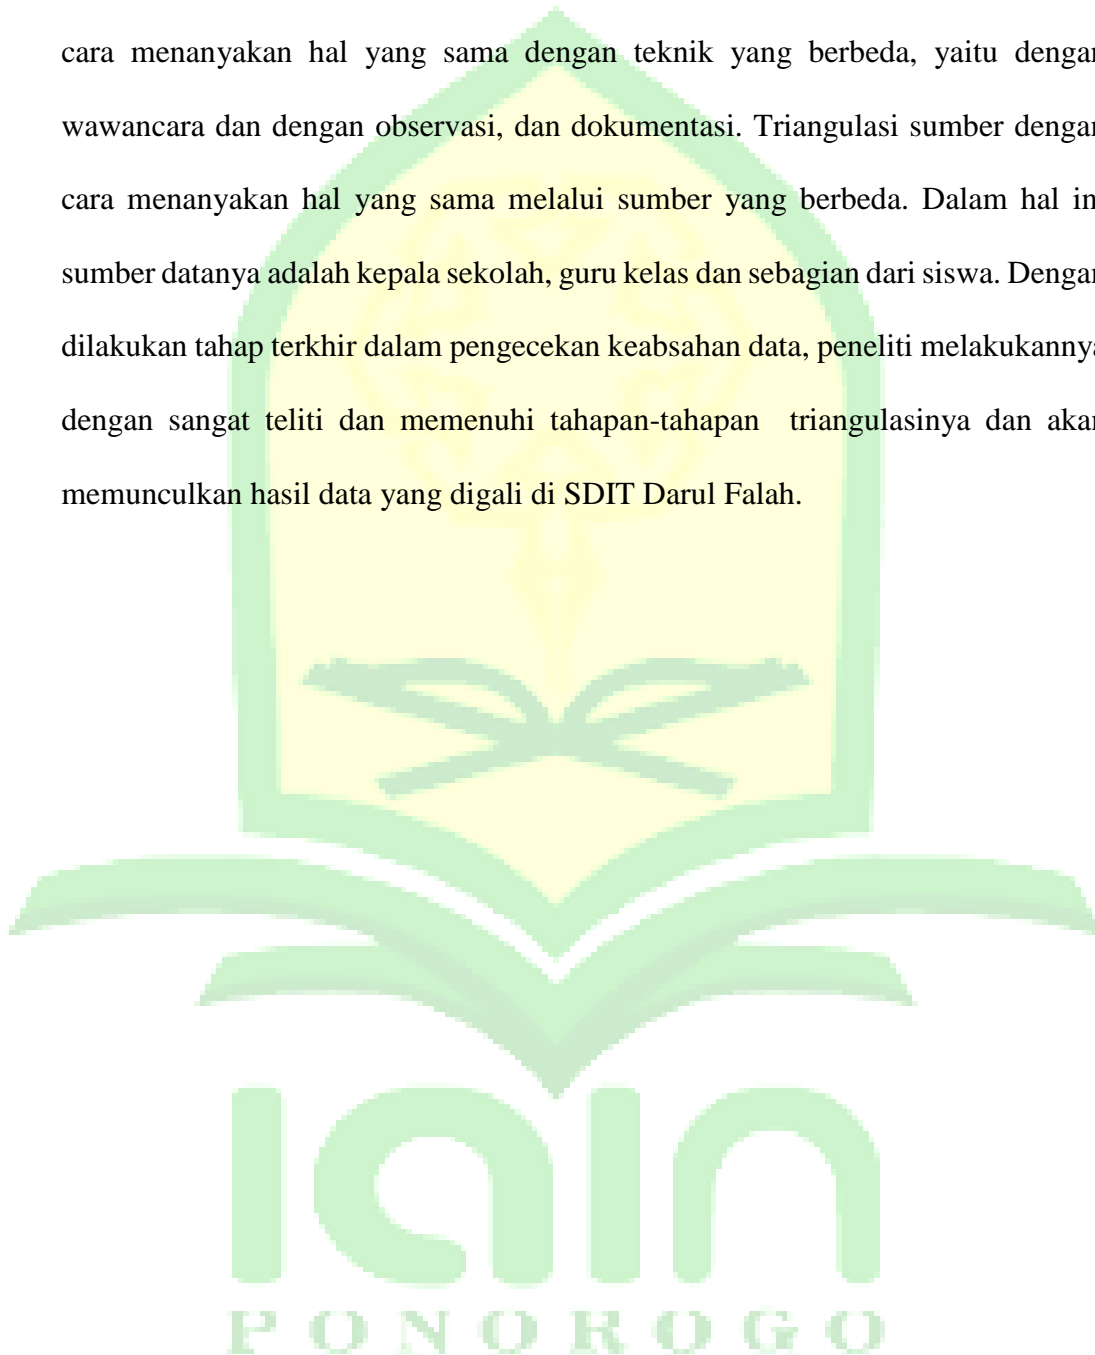 cara menanyakan hal yang sama dengan teknik yang berbeda, yaitu dengan
wawancara dan dengan observasi, dan dokumentasi. Triangulasi sumber dengan
cara menanyakan hal yang sama melalui sumber yang berbeda. Dalam hal ini
sumber datanya adalah kepala sekolah, guru kelas dan sebagian dari siswa. Dengan
dilakukan tahap terkhir dalam pengecekan keabsahan data, peneliti melakukannya
dengan sangat teliti dan memenuhi tahapan-tahapan triangulasinya dan akan
memunculkan hasil data yang digali di SDIT Darul Falah.
iain
PONOROGO